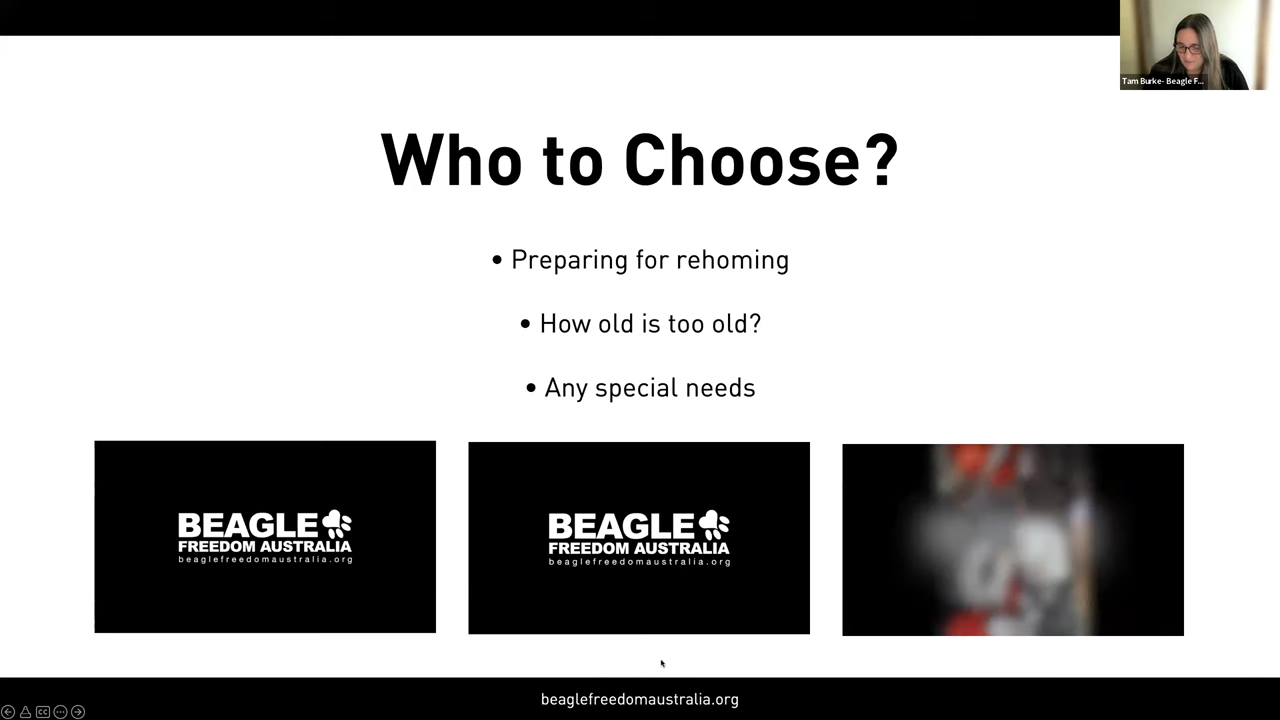 Tam Burke- Beagle F...
Who to Choose?
• Preparing for rehoming
• How old is too old?
• Any special needs
BEAGLE
FREEDOM AUSTRALIA
beaglefreedomaustralia.org
BEAGLE
FREEDOM AUSTRALIA
beaglefreedomaustralia.org
CC
beaglefreedomaustralia.org